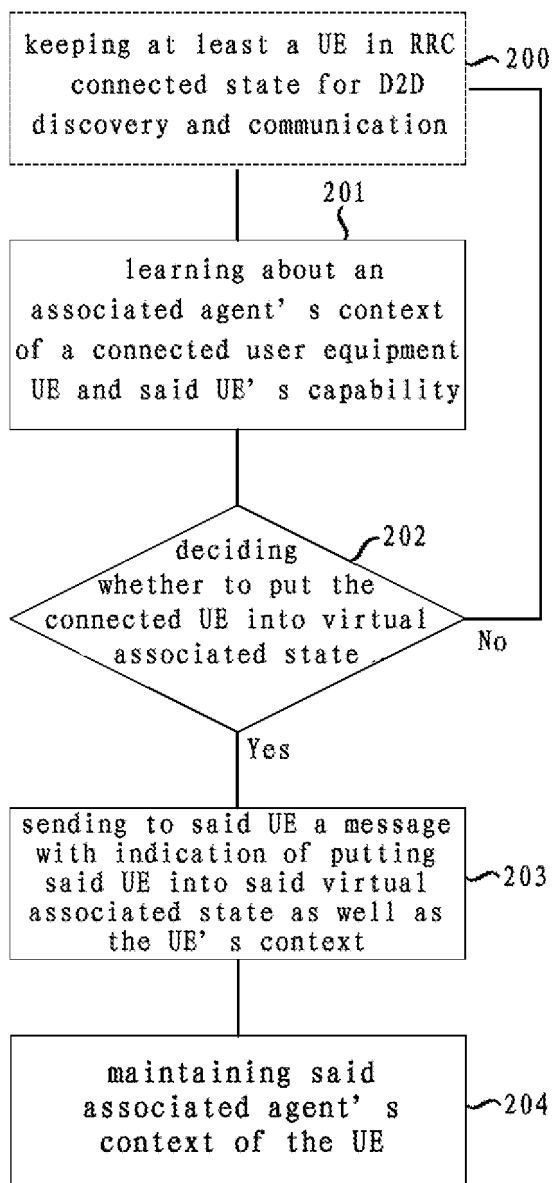 keeping at least a UE in RRC
connected state for D2D
discovery and communication
200
201
learning about an
associated agent's context
of a connected user equipment
UE and said UE's capability
202
deciding
whether to put the
connected UE into virtual
associated state
No
Yes
sending to said UE a message
with indication of putting
said UE into said virtual
associated state as well as
the UE's context
203
maintaining said
associated agent's
context of the UE
204